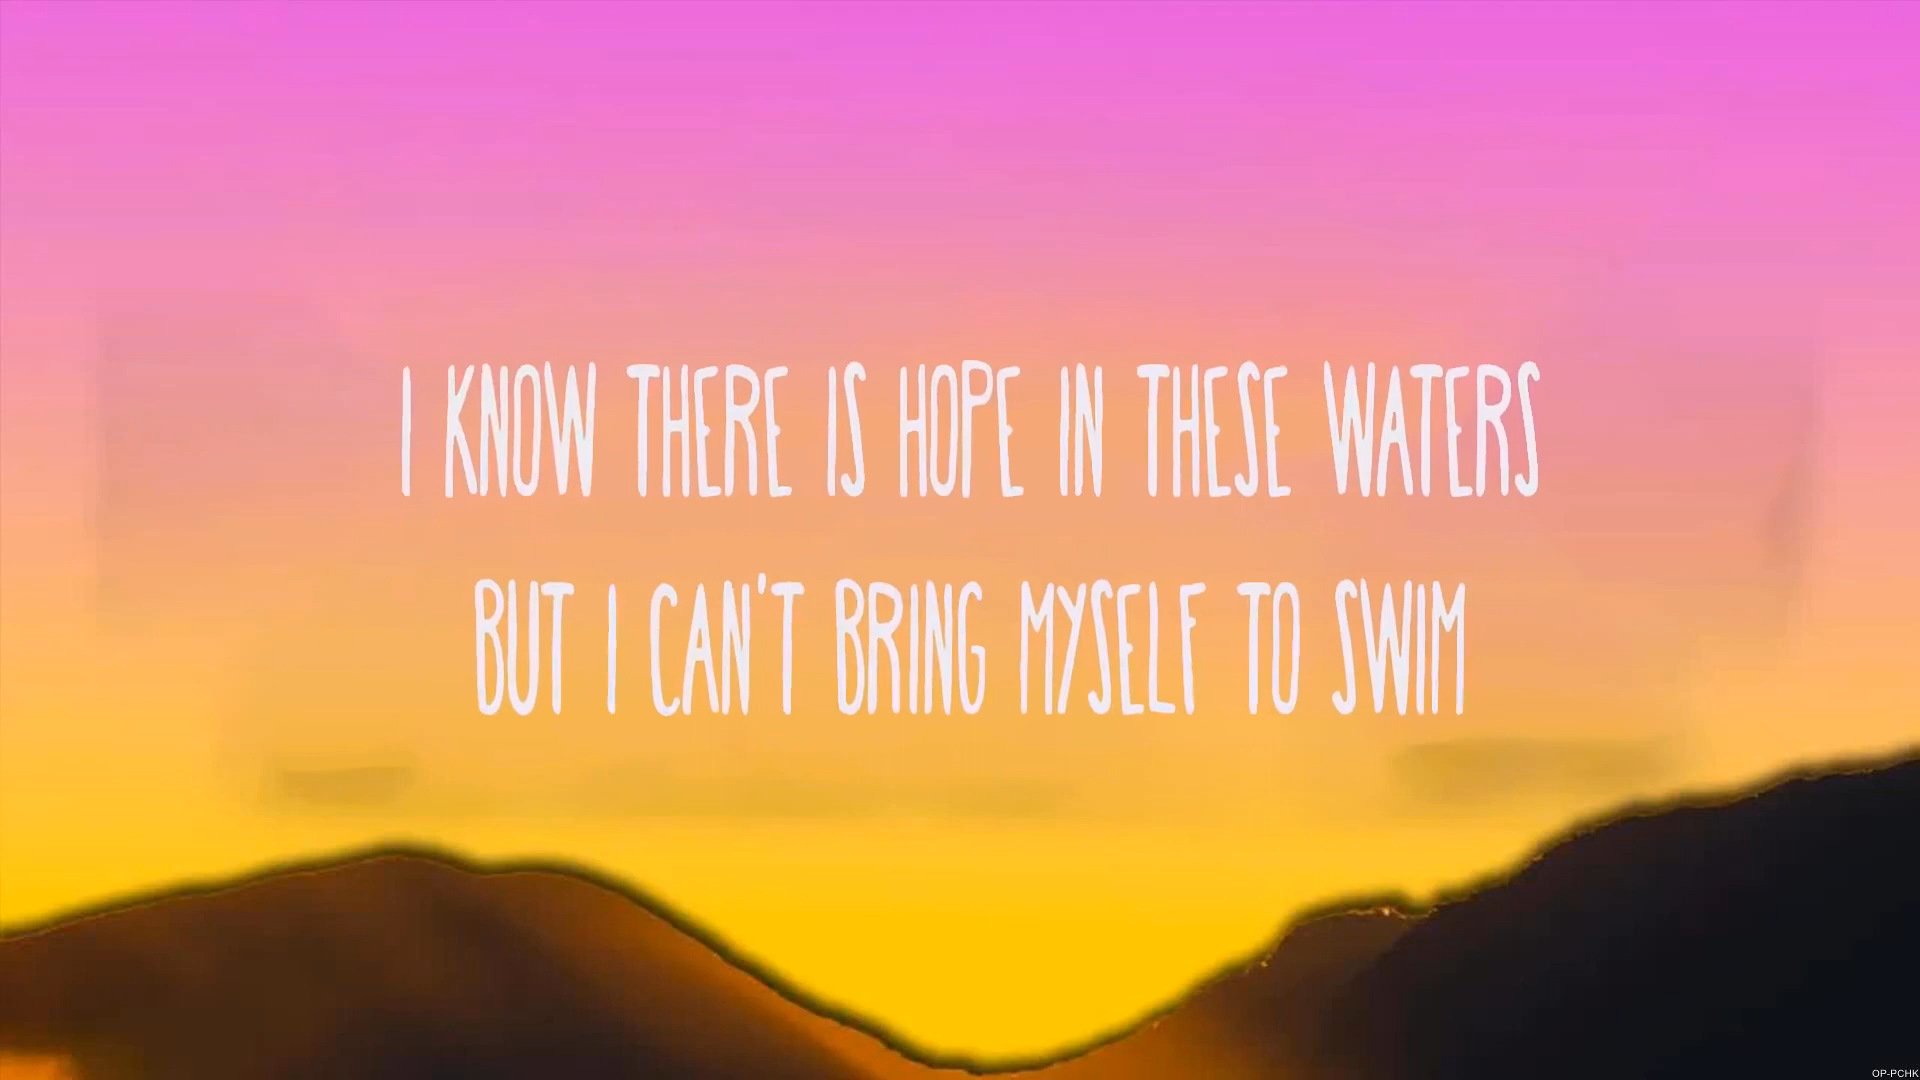 I KNOW THERE IS HOPE IN THESE WATERS
BUT I CAN'T BRING MYSELF TO SWIM
OP-PCHK